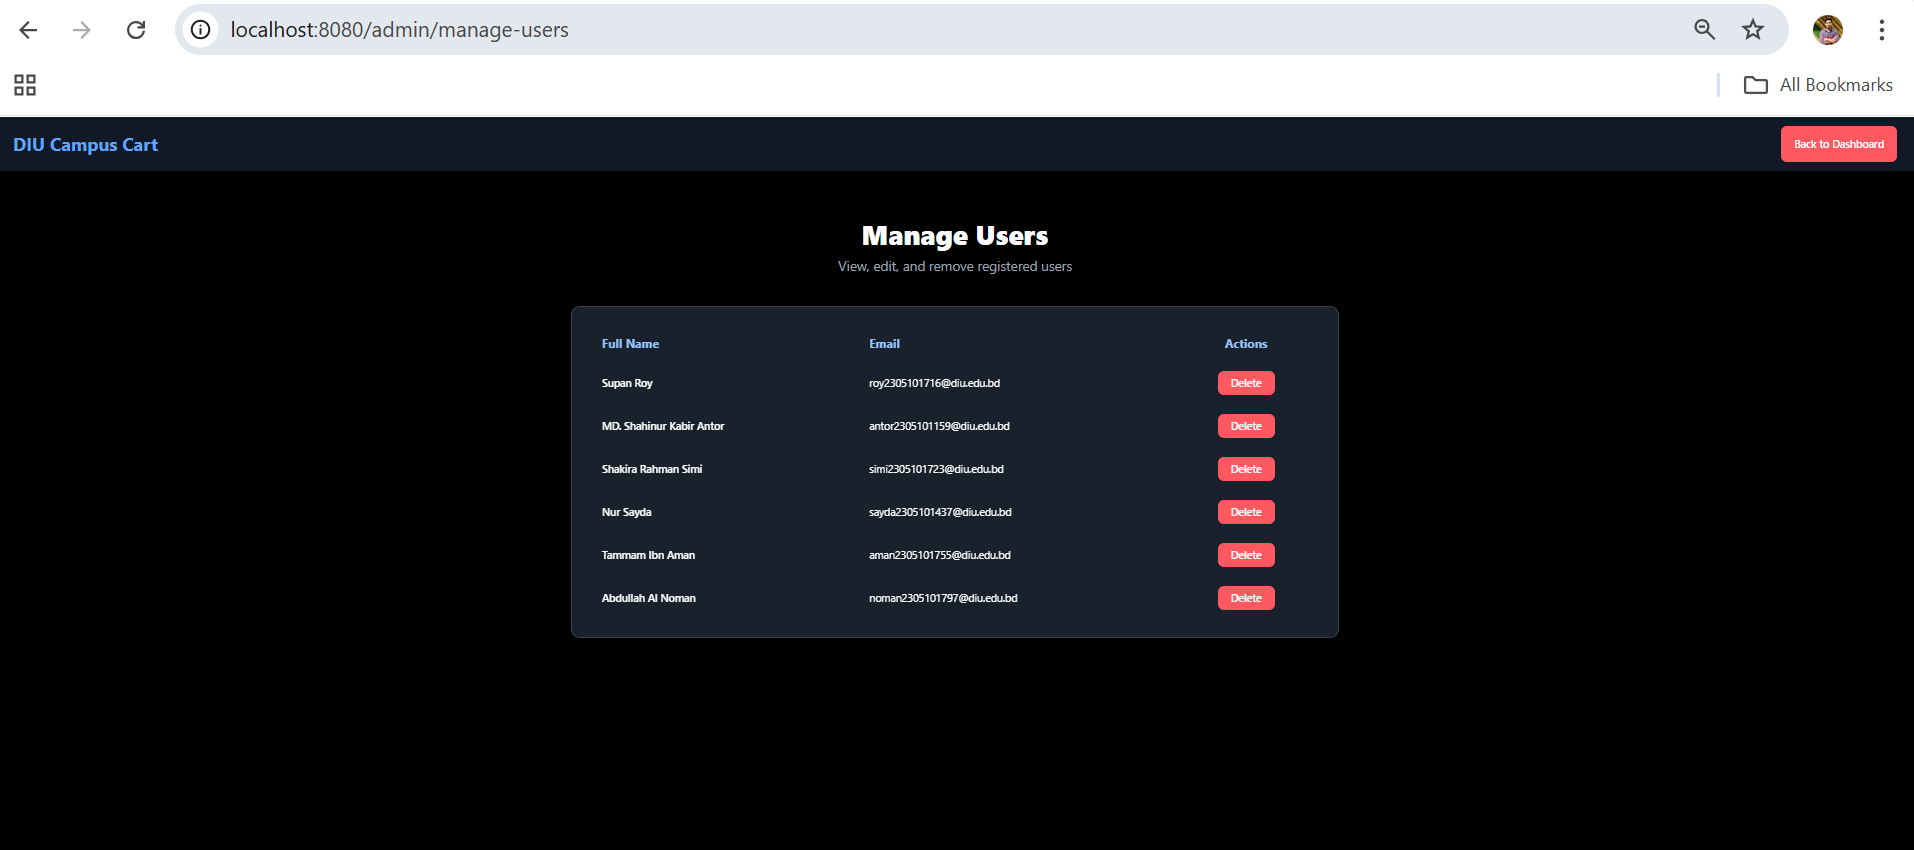 localhost:8080/admin/manage-users
All Bookmarks
DIU Campus Cart
Back to Dashboard
Manage Users
View, edit, and remove registered users
Full Name Email Actions
Supan Roy roy2305101716@diu.edu.bd Delete
MD. Shahinur Kabir Antor antor2305101159@diu.edu.bd Delete
Shakira Rahman Simi simi2305101723@diu.edu.bd Delete
Nur Sayda sayda2305101437@diu.edu.bd Delete
Tammam Ibn Aman aman2305101755@diu.edu.bd Delete
Abdullah Al Noman noman2305101797@diu.edu.bd Delete